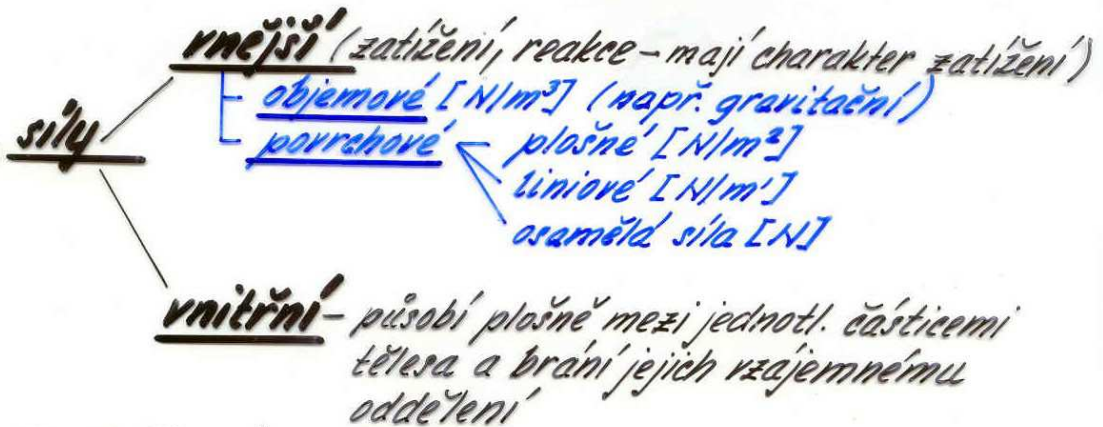 vnější (zatížení, reakce – mají charakter zatížení)
objemové [N/m³] (např. gravitační)
síly
povrchové
plošné [N/m²]
liniové [N/m']
osamělá síla [N]
vnitřní – působí plošně mezi jednotl. částicemi
tělesa a brání jejich vzájemnému
oddělení